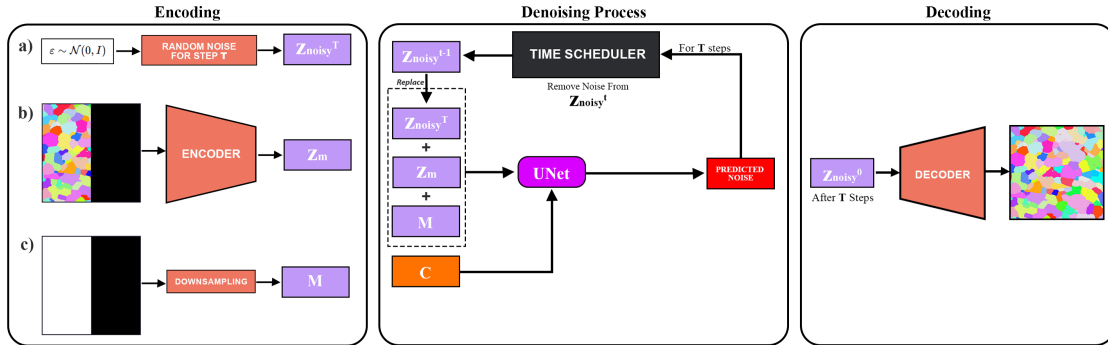 Encoding
a)
ε ∼ N(0, I)
RANDOM NOISE
FOR STEP T
Znoisy^T
b)
ENCODER
Zm
c)
DOWNSAMPLING
M
Denoising Process
Znoisy^t-1
TIME SCHEDULER
For T steps
Replace
Remove Noise From
Znoisy^t
Znoisy^T
+
Zm
+
M
C
UNet
PREDICTED
NOISE
Decoding
Znoisy^0
After T Steps
DECODER